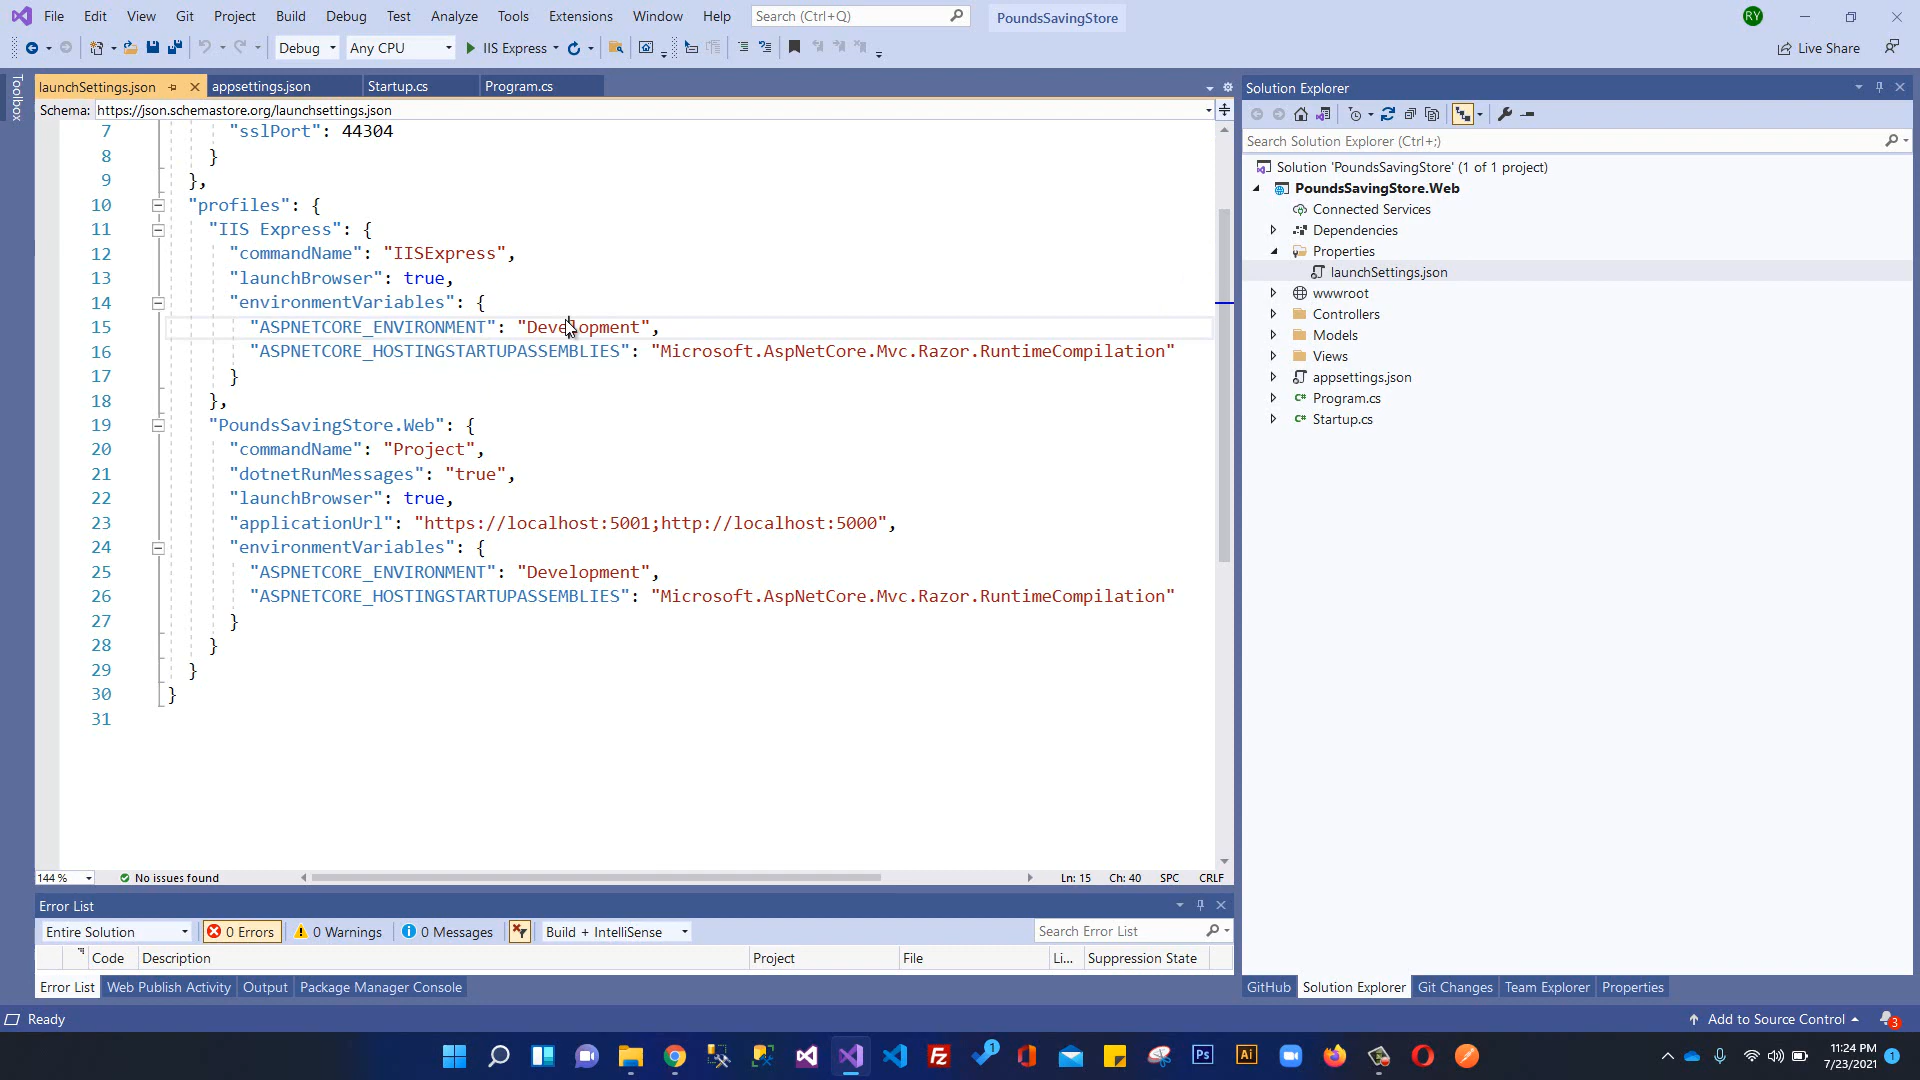 File Edit View Git Project Build Debug Test Analyze Tools Extensions Window Help Search (Ctrl+Q) PoundsSavingStore RY
Debug Any CPU IIS Express Live Share
Toolbox
launchSettings.json appsettings.json Startup.cs Program.cs
Schema: https://json.schemastore.org/launchsettings.json
7 "sslPort": 44304
8 }
9 },
10 "profiles": {
11 "IIS Express": {
12 "commandName": "IISExpress",
13 "launchBrowser": true,
14 "environmentVariables": {
15 "ASPNETCORE_ENVIRONMENT": "Development",
16 "ASPNETCORE_HOSTINGSTARTUPASSEMBLIES": "Microsoft.AspNetCore.Mvc.Razor.RuntimeCompilation"
17 }
18 },
19 "PoundsSavingStore.Web": {
20 "commandName": "Project",
21 "dotnetRunMessages": "true",
22 "launchBrowser": true,
23 "applicationUrl": "https://localhost:5001;http://localhost:5000",
24 "environmentVariables": {
25 "ASPNETCORE_ENVIRONMENT": "Development",
26 "ASPNETCORE_HOSTINGSTARTUPASSEMBLIES": "Microsoft.AspNetCore.Mvc.Razor.RuntimeCompilation"
27 }
28 }
29 }
30 }
31
144 % No issues found Ln: 15 Ch: 40 SPC CRLF
Error List
Entire Solution 0 Errors 0 Warnings 0 Messages Build + IntelliSense Search Error List
Code Description Project File Li... Suppression State
Error List Web Publish Activity Output Package Manager Console
Solution Explorer
Search Solution Explorer (Ctrl+;)
Solution 'PoundsSavingStore' (1 of 1 project)
PoundsSavingStore.Web
Connected Services
Dependencies
Properties
launchSettings.json
wwwroot
Controllers
Models
Views
appsettings.json
C# Program.cs
C# Startup.cs
GitHub Solution Explorer Git Changes Team Explorer Properties
Ready Add to Source Control 3
1 Fz Ps Ai 11:24 PM
7/23/2021 1